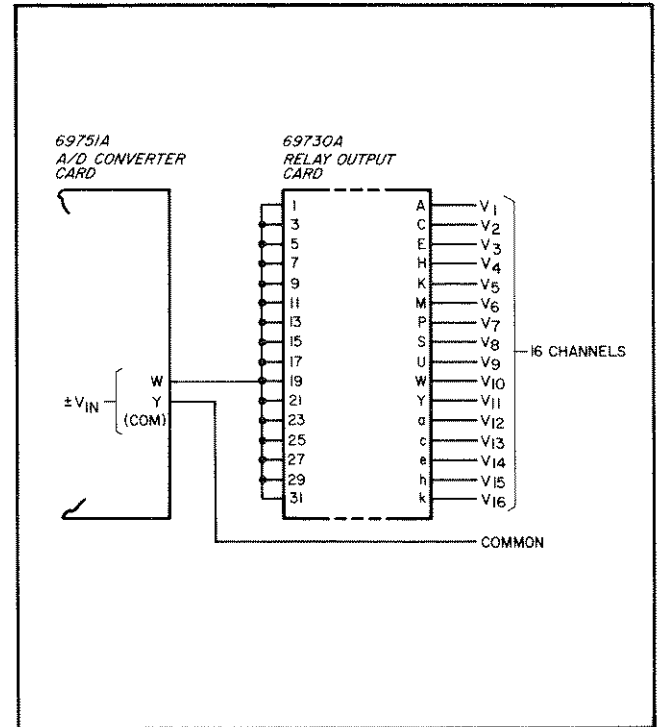 69751A
A/D CONVERTER
CARD
69730A
RELAY OUTPUT
CARD
±VIN
W
Y
(COM)
1 A V1
3 C V2
5 E V3
7 H V4
9 K V5
11 M V6
13 P V7
15 S V8
17 U V9
19 W V10
21 Y V11
23 a V12
25 c V13
27 e V14
29 h V15
31 k V16
16 CHANNELS
COMMON